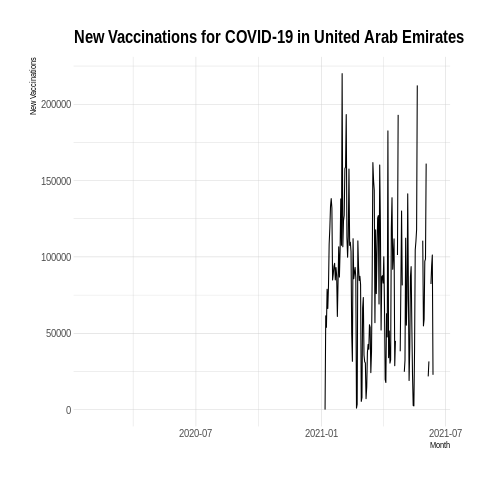 New Vaccinations for COVID-19 in United Arab Emirates
New Vaccinations
200000
150000
100000
50000
0
2020-07
2021-01
2021-07
Month